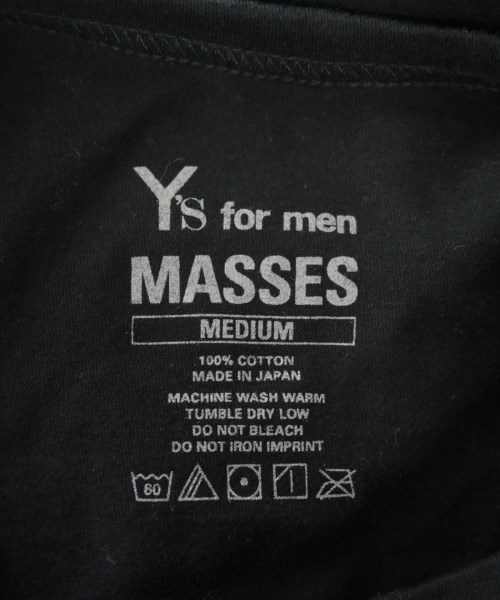 Y's for men
MASSES
MEDIUM
100% COTTON
MADE IN JAPAN
MACHINE WASH WARM
TUMBLE DRY LOW
DO NOT BLEACH
DO NOT IRON IMPRINT
60